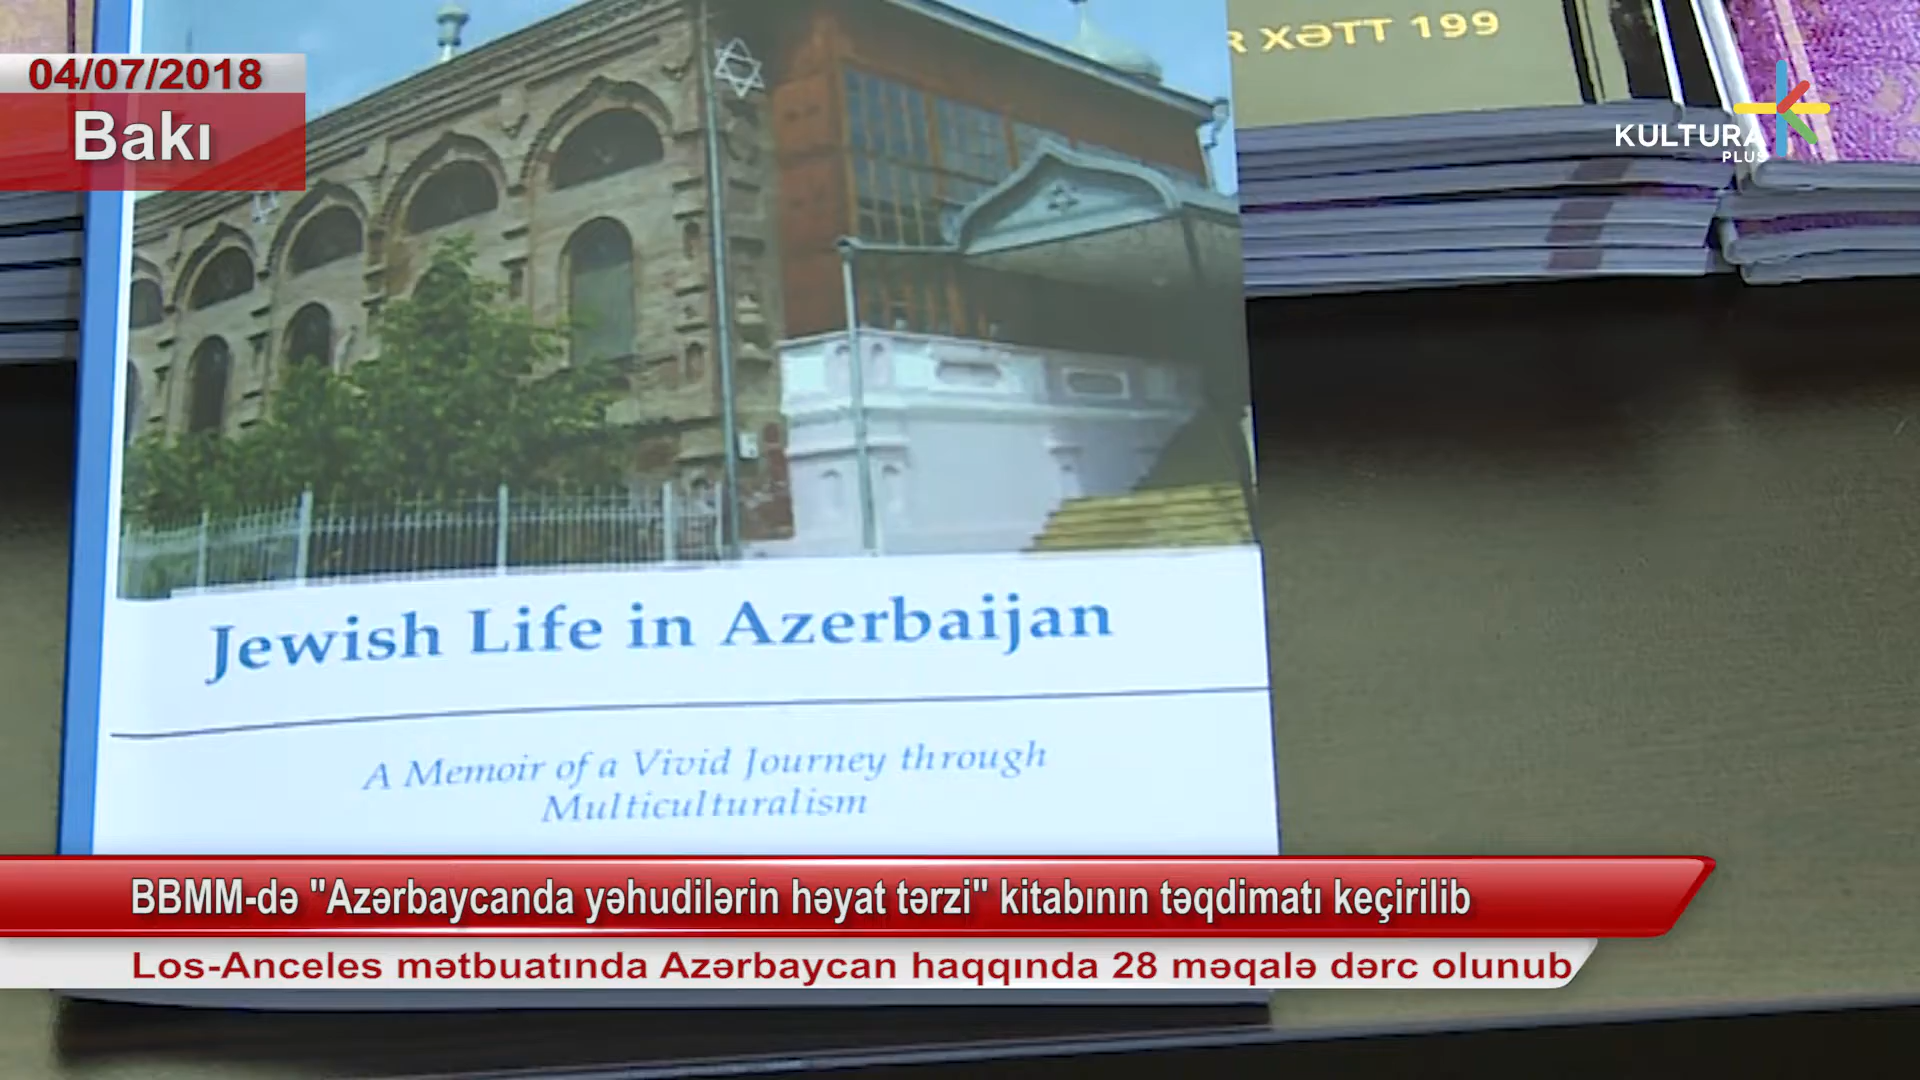 04/07/2018
Bakı
XƏTT 199
KULTURA
PLUS
Jewish Life in Azerbaijan
A Memoir of a Vivid Journey through
Multiculturalism
BBMM-də "Azərbaycanda yəhudilərin həyat tərzi" kitabının təqdimatı keçirilib
Los-Anceles mətbuatında Azərbaycan haqqında 28 məqalə dərc olunub